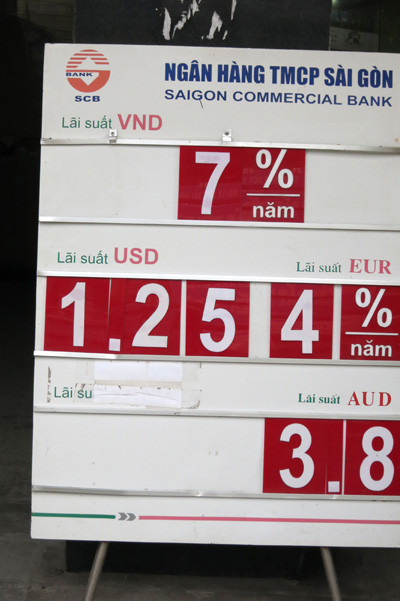 BANK
SCB
NGÂN HÀNG TMCP SÀI GÒN
SAIGON COMMERCIAL BANK
Lãi suất VND
7 %
năm
Lãi suất USD
Lãi suất EUR
1.25 4 %
năm
Lãi su
Lãi suất AUD
3.8